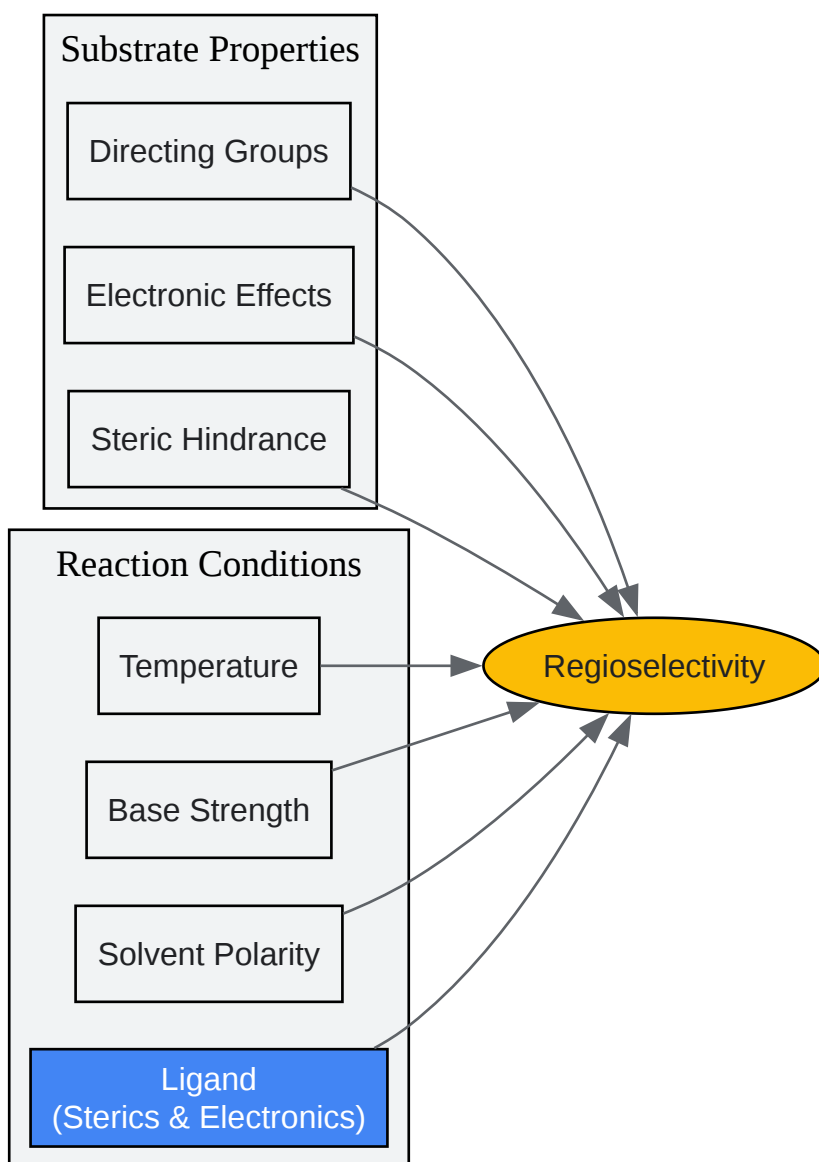 Substrate Properties
Directing Groups
Electronic Effects
Steric Hindrance
Reaction Conditions
Temperature
Regioselectivity
Base Strength
Solvent Polarity
Ligand
(Sterics & Electronics)